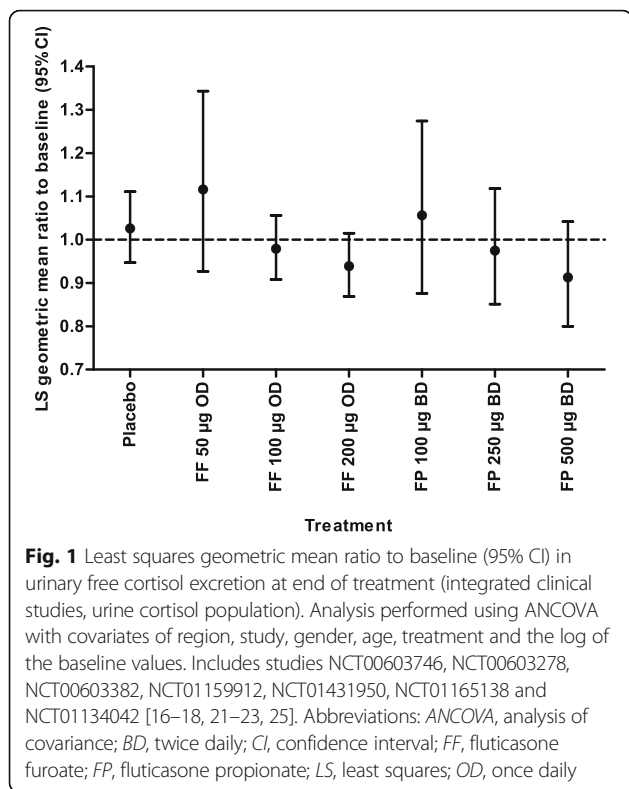 LS geometric mean ratio to baseline (95%CI)
1.4
1.3
1.2
1.1
1.0
0.9
0.8
0.7
Placebo
FF 50 µg OD
FF 100 µg OD
FF 200 µg OD
FP 100 µg BD
FP 250 µg BD
FP 500 µg BD
Treatment
Fig. 1 Least squares geometric mean ratio to baseline (95% CI) in
urinary free cortisol excretion at end of treatment (integrated clinical
studies, urine cortisol population). Analysis performed using ANCOVA
with covariates of region, study, gender, age, treatment and the log of
the baseline values. Includes studies NCT00603746, NCT00603278,
NCT00603382, NCT01159912, NCT01431950, NCT01165138 and
NCT01134042 [16–18, 21–23, 25]. Abbreviations: ANCOVA, analysis of
covariance; BD, twice daily; CI, confidence interval; FF, fluticasone
furoate; FP, fluticasone propionate; LS, least squares; OD, once daily